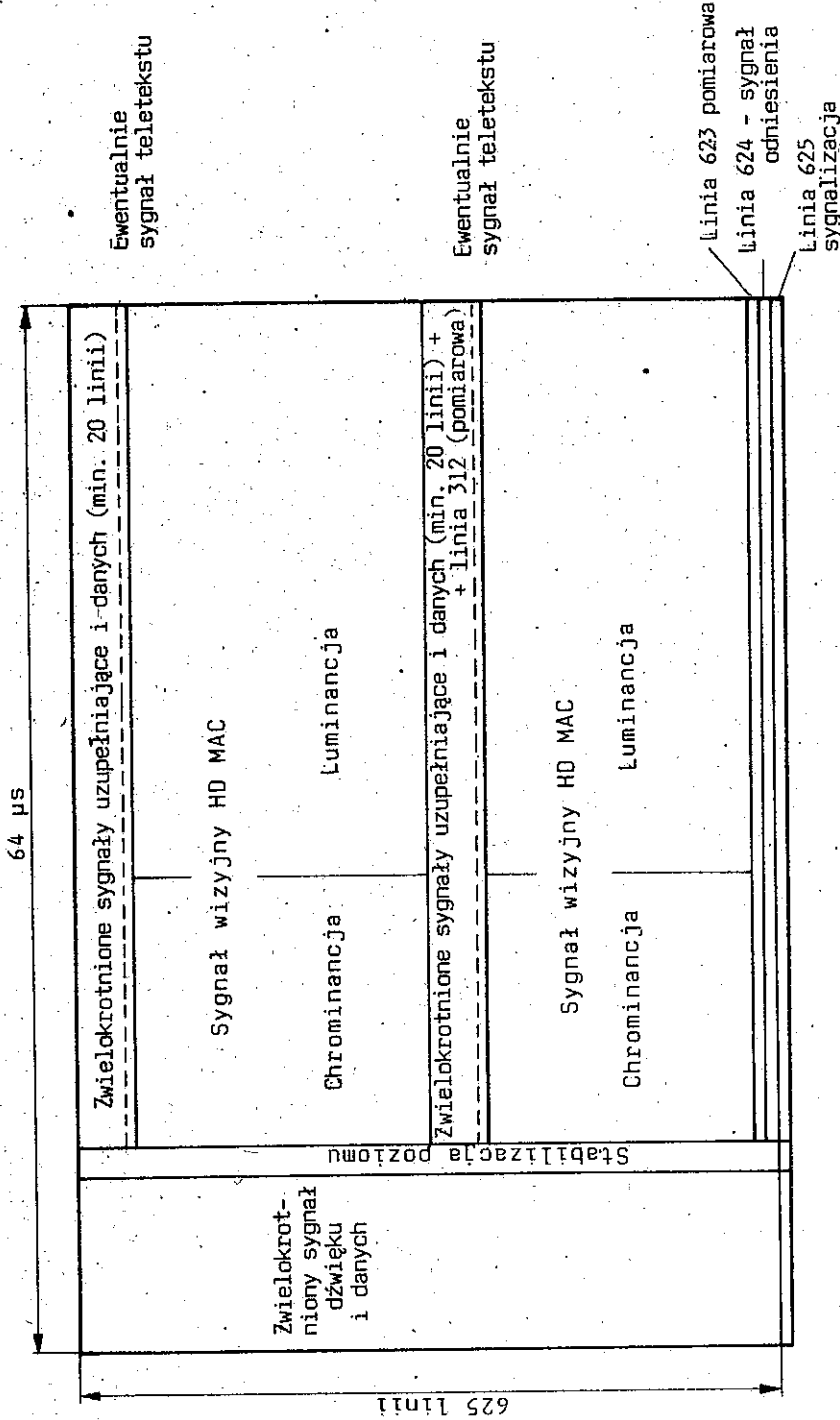 64 µs
Zwielokrotnione sygnały uzupełniające i danych (min. 20 linii)
Ewentualnie
sygnał teletekstu
Sygnał wizyjny HD MAC
Chrominancja
Luminancja
Zwielokrotnione sygnały uzupełniające i danych (min. 20 linii) +
+ linia 312 (pomiarowa)
Ewentualnie
sygnał teletekstu
Sygnał wizyjny HD MAC
Chrominancja
Luminancja
Linia 623 pomiarowa
Linia 624 - sygnał
odniesienia
Linia 625
sygnalizacja
Stabilizacja poziomu
Zwielokrot-
niony sygnał
dźwięku
i danych
625 linii